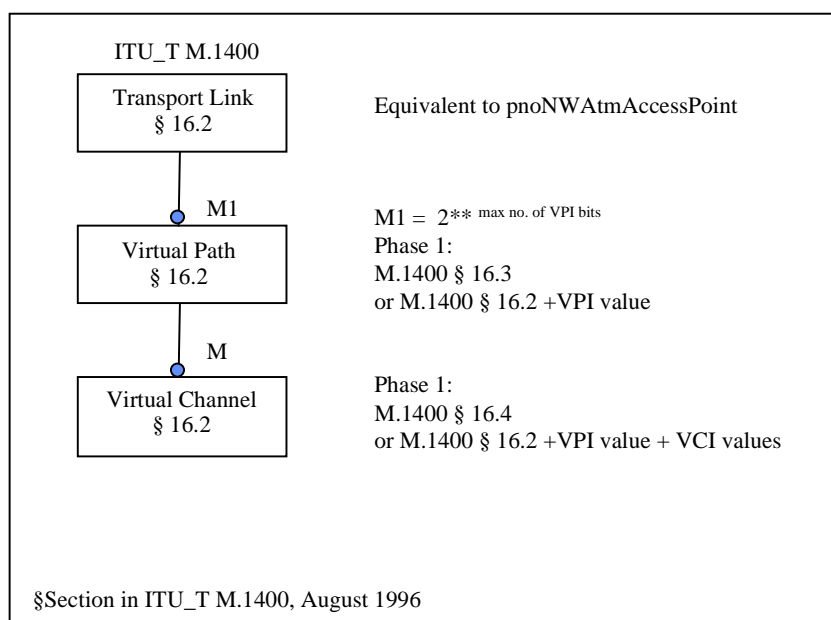 ITU_T M.1400
Transport Link
§ 16.2
Equivalent to pnoNWAtmAccessPoint
M1
M1 = 2** max no. of VPI bits
Virtual Path
§ 16.2
Phase 1:
M.1400 § 16.3
or M.1400 § 16.2 +VPI value
M
Virtual Channel
§ 16.2
Phase 1:
M.1400 § 16.4
or M.1400 § 16.2 +VPI value + VCI values
§Section in ITU_T M.1400, August 1996